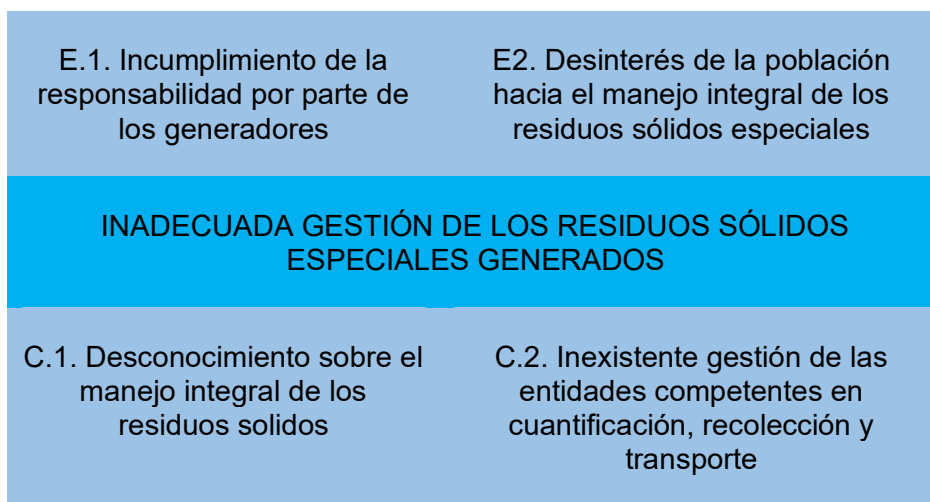 E.1. Incumplimiento de la
responsabilidad por parte de
los generadores
E2. Desinterés de la población
hacia el manejo integral de los
residuos sólidos especiales
INADECUADA GESTIÓN DE LOS RESIDUOS SÓLIDOS
ESPECIALES GENERADOS
C.1. Desconocimiento sobre el
manejo integral de los
residuos solidos
C.2. Inexistente gestión de las
entidades competentes en
cuantificación, recolección y
transporte